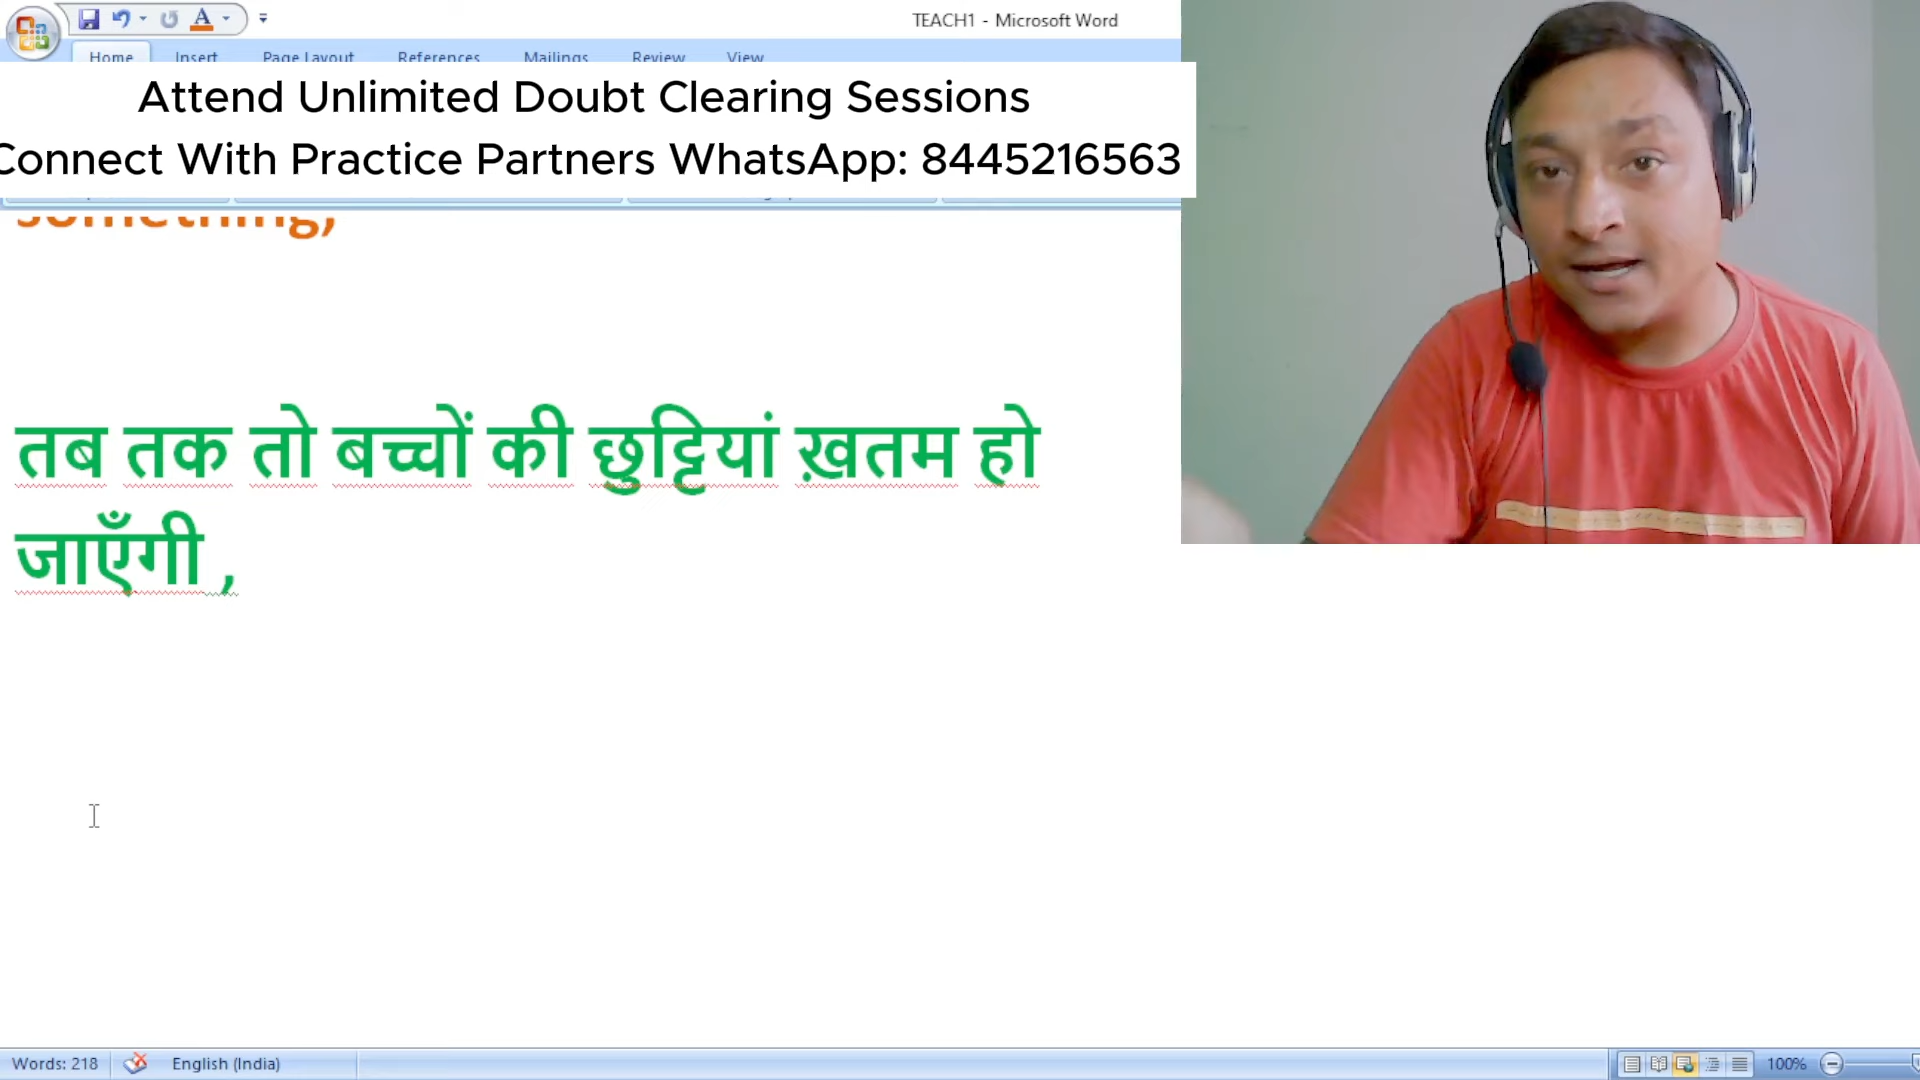 TEACH1 - Microsoft Word
Home Insert Page Layout References Mailings Review View
Attend Unlimited Doubt Clearing Sessions
Connect With Practice Partners WhatsApp: 8445216563
something,
तब तक तो बच्चों की छुट्टियां ख़तम हो
जाएँगी ,
Words: 218 English (India) 100%